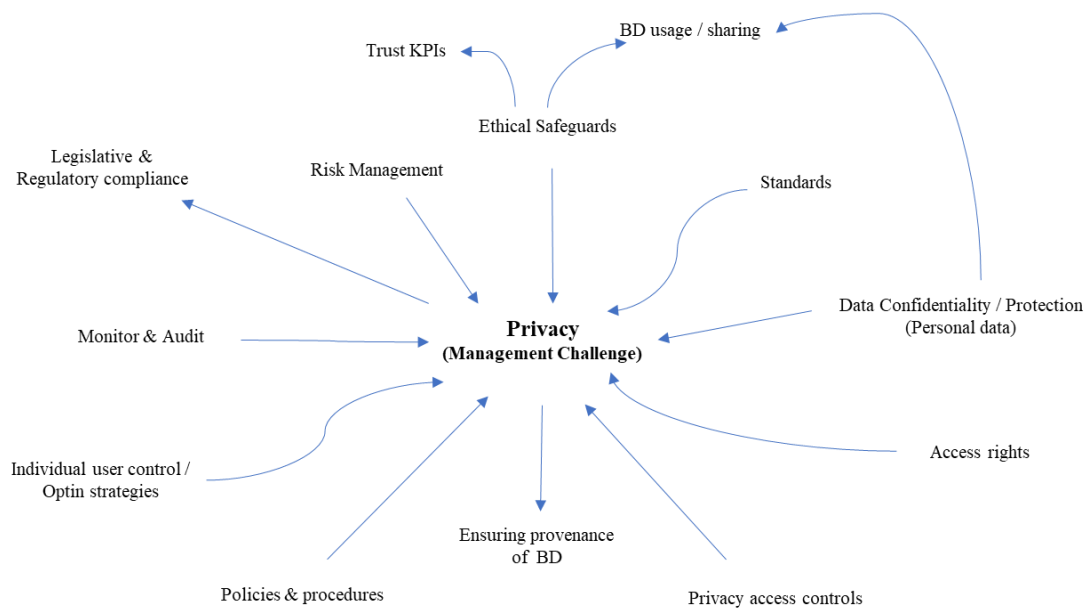 BD usage / sharing
Trust KPIs
Ethical Safeguards
Legislative &
Regulatory compliance
Risk Management
Standards
Data Confidentiality / Protection
(Personal data)
Privacy
(Management Challenge)
Monitor & Audit
Access rights
Individual user control /
Optin strategies
Ensuring provenance
of BD
Policies & procedures
Privacy access controls